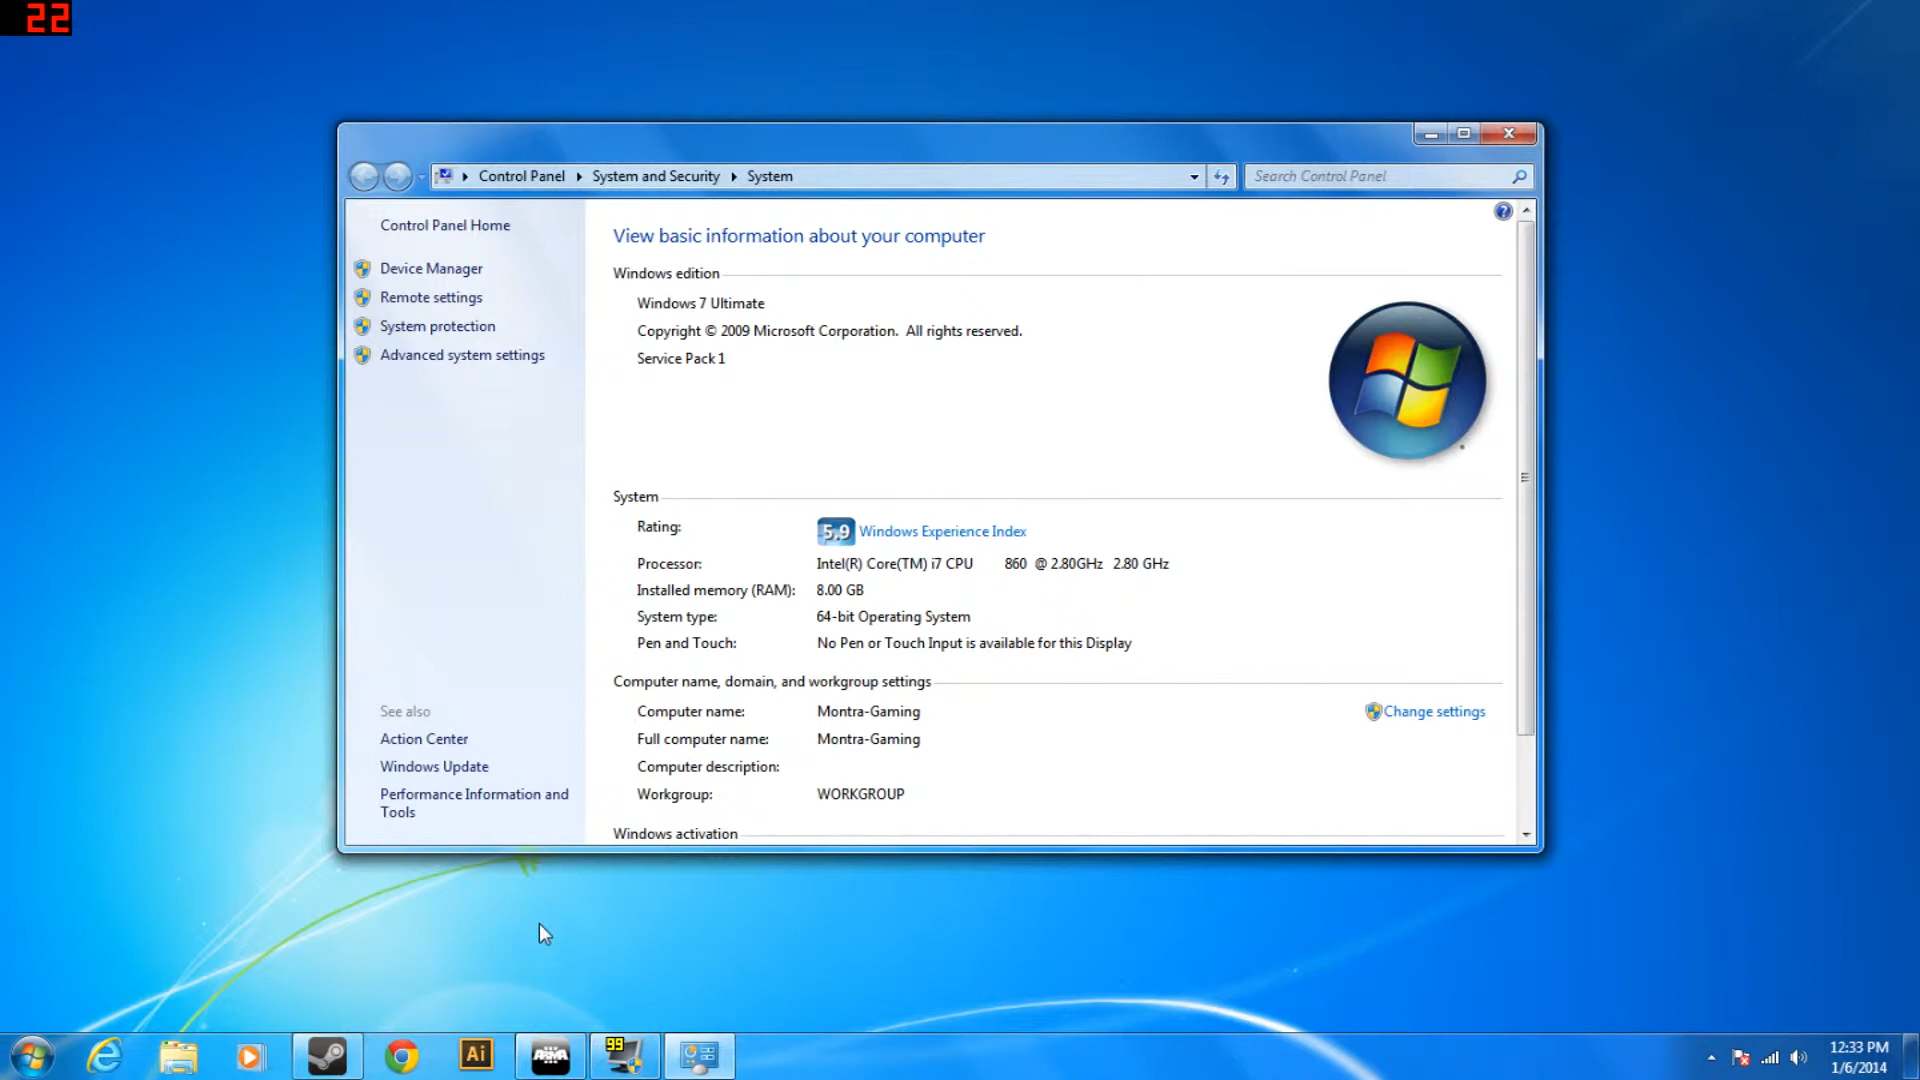 22
Control Panel
System and Security
System
Search Control Panel
Control Panel Home
Device Manager
Remote settings
System protection
Advanced system settings
See also
Action Center
Windows Update
Performance Information and
Tools
View basic information about your computer
Windows edition
Windows 7 Ultimate
Copyright © 2009 Microsoft Corporation. All rights reserved.
Service Pack 1
System
Rating: 5.9 Windows Experience Index
Processor: Intel(R) Core(TM) i7 CPU 860 @ 2.80GHz 2.80 GHz
Installed memory (RAM): 8.00 GB
System type: 64-bit Operating System
Pen and Touch: No Pen or Touch Input is available for this Display
Computer name, domain, and workgroup settings
Computer name: Montra-Gaming
Change settings
Full computer name: Montra-Gaming
Computer description:
Workgroup: WORKGROUP
Windows activation
Ai
ARMA
99
12:33 PM
1/6/2014